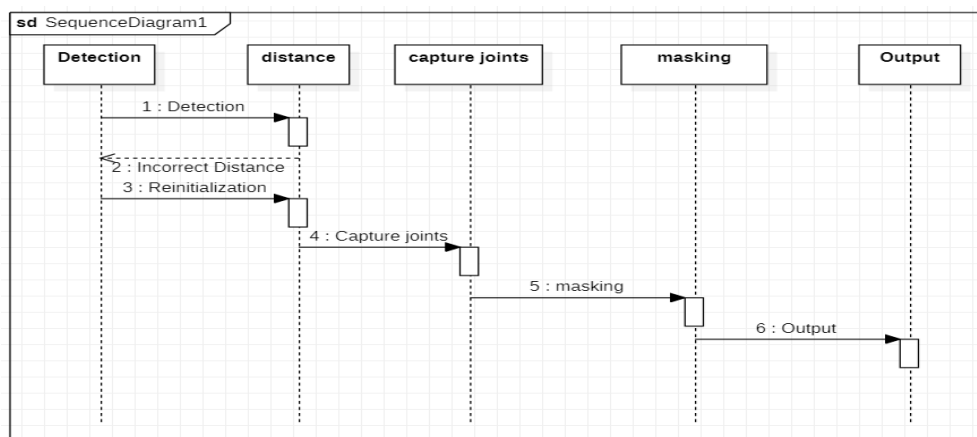 sd SequenceDiagram1
Detection
distance
capture joints
masking
Output
1 : Detection
2 : Incorrect Distance
3 : Reinitialization
4 : Capture joints
5 : masking
6 : Output